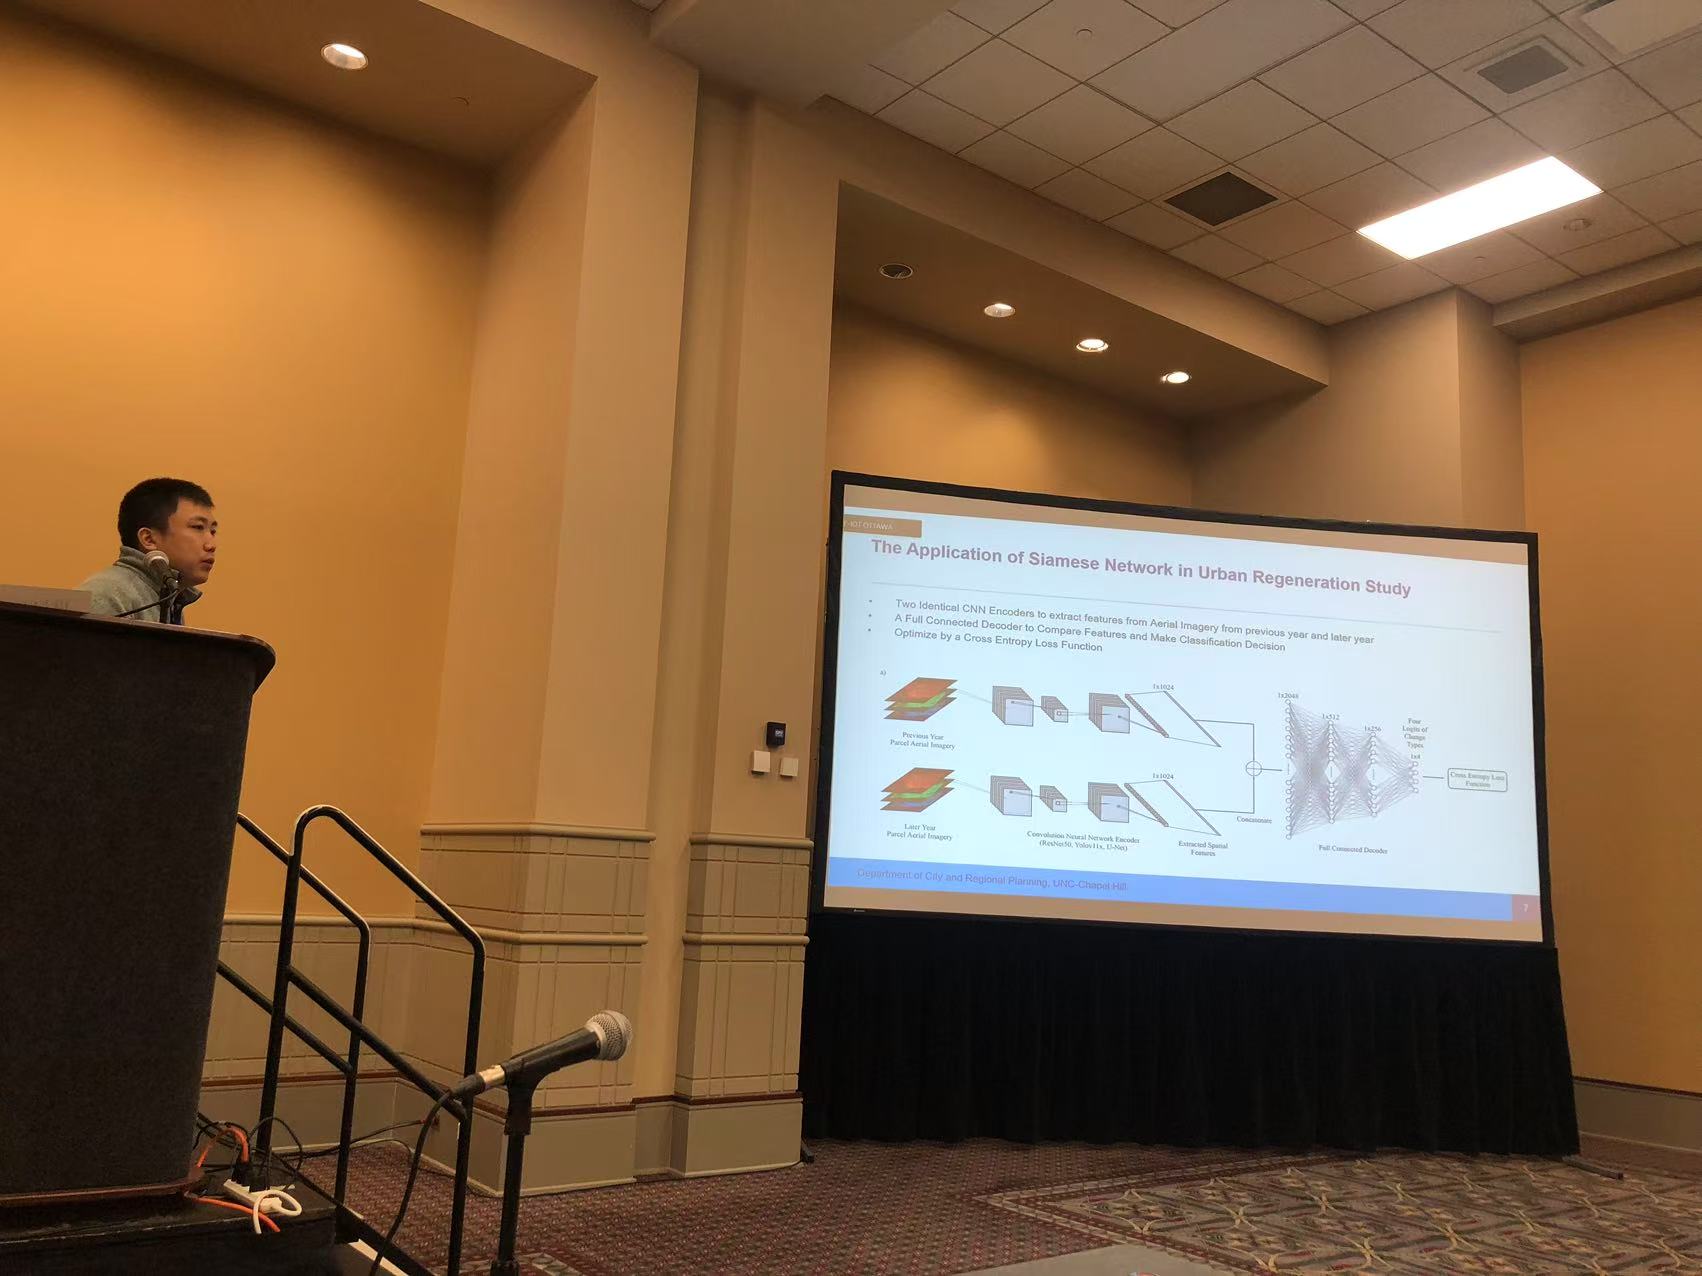 The Application of Siamese Network in Urban Regeneration Study
Two Identical CNN Encoders to extract features from Aerial Imagery from previous year and later year
A Full Connected Decoder to Compare Features and Make Classification Decision
Optimize by a Cross Entropy Loss Function
a)
Previous Year
Parcel Aerial Imagery
1x1024
Later Year
Parcel Aerial Imagery
1x1024
Convolution Neural Network Encoder
(ResNet50, Yolov11x, U-Net)
Extracted Spatial
Features
Concatenate
1x2048
1x512
1x256
Four
Logits of
Change
Types
1x4
Full Connected Decoder
Cross Entropy Loss
Function
Department of City and Regional Planning, UNC-Chapel Hill
7